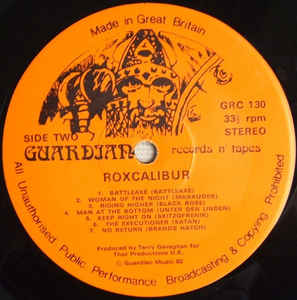 Made in Great Britain
GRC 130
33⅓ rpm
STEREO
SIDE TWO
GUARDIAN records n' tapes
ROXCALIBUR
1. BATTLEAXE (BATTLEAXE)
2. WOMAN OF THE NIGHT (MARAUDER)
3. RIDING HIGHER (BLACK ROSE)
4. MAN AT THE BOTTOM (UNTER DEN LINDEN)
5. KEEP RIGHT ON (SKITZOFRENIK)
6. THE EXECUTIONER (SATAN)
7. NO RETURN (BRANDS HATCH)
Produced by Terry Gavaghan for
Thor Productions U.K.
© Guardian Music 82
All Unauthorised Public Performance Broadcasting & Copying Prohibited